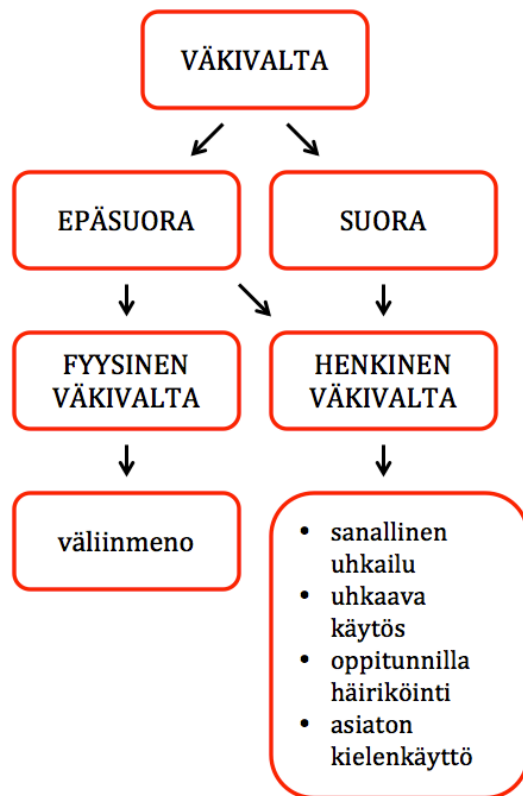 VÄKIVALTA
EPÄSUORA
SUORA
FYYSINEN
VÄKIVALTA
HENKINEN
VÄKIVALTA
väliinmeno
• sanallinen
uhkailu
• uhkaava
käytös
• oppitunnilla
häiriköinti
• asiaton
kielenkäyttö